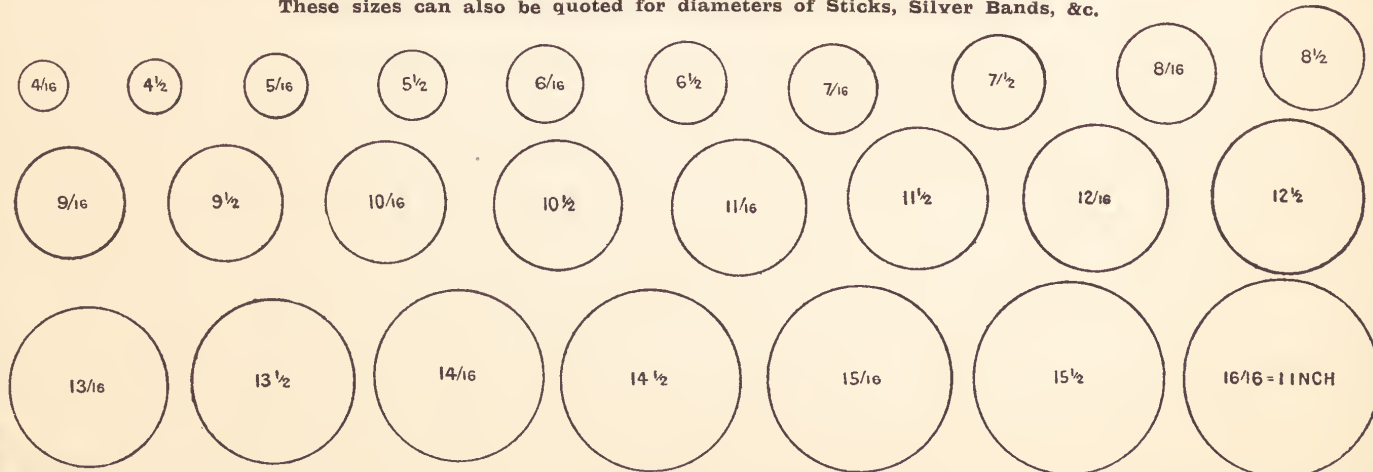 These sizes can also be quoted for diameters of Sticks, Silver Bands, &c.
4/16 4½ 5/16 5½ 6/16 6½ 7/16 7/½ 8/16 8½
9/16 9½ 10/16 10½ 11/16 11½ 12/16 12½
13/16 13½ 14/16 14½ 15/16 15½ 16/16=1 INCH